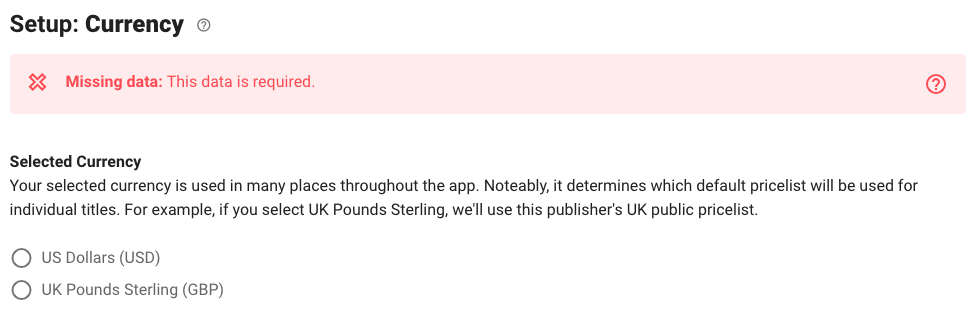 Setup: Currency
Missing data: This data is required.
Selected Currency
Your selected currency is used in many places throughout the app. Noteably, it determines which default pricelist will be used for
individual titles. For example, if you select UK Pounds Sterling, we'll use this publisher's UK public pricelist.
US Dollars (USD)
UK Pounds Sterling (GBP)